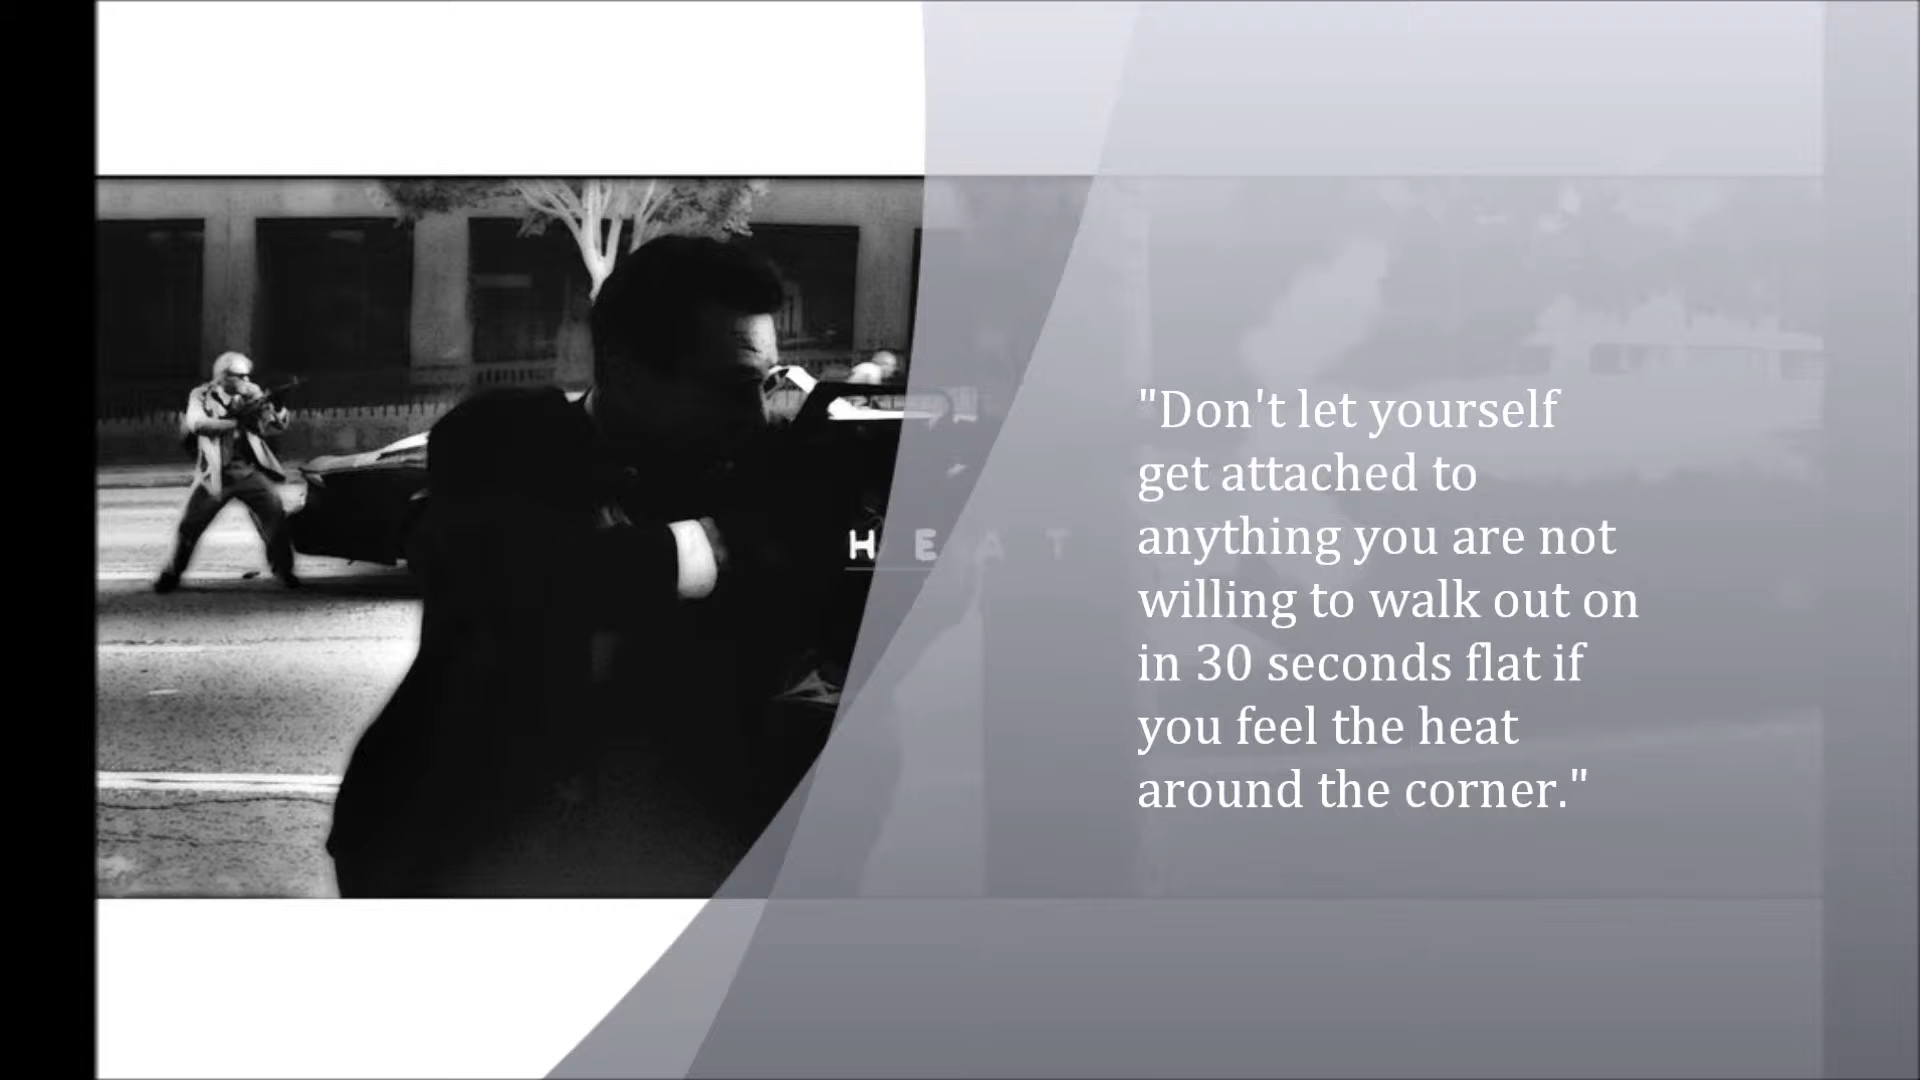 H E A T
"Don't let yourself
get attached to
anything you are not
willing to walk out on
in 30 seconds flat if
you feel the heat
around the corner."